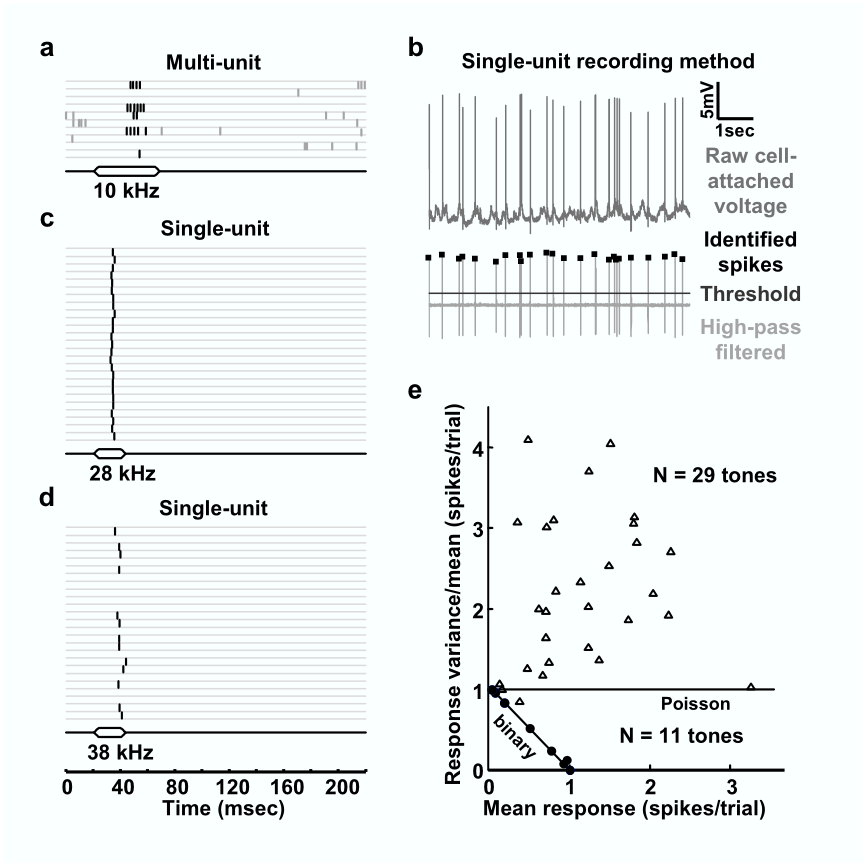 a
Multi-unit
10 kHz
b
Single-unit recording method
5mV
1sec
Raw cell-
attached
voltage
Identified
spikes
Threshold
High-pass
filtered
c
Single-unit
28 kHz
d
Single-unit
38 kHz
0 40 80 120 160 200
Time (msec)
e
Response variance/mean (spikes/trial)
4
3
2
1
0
N = 29 tones
Poisson
binary
N = 11 tones
0 1 2 3
Mean response (spikes/trial)